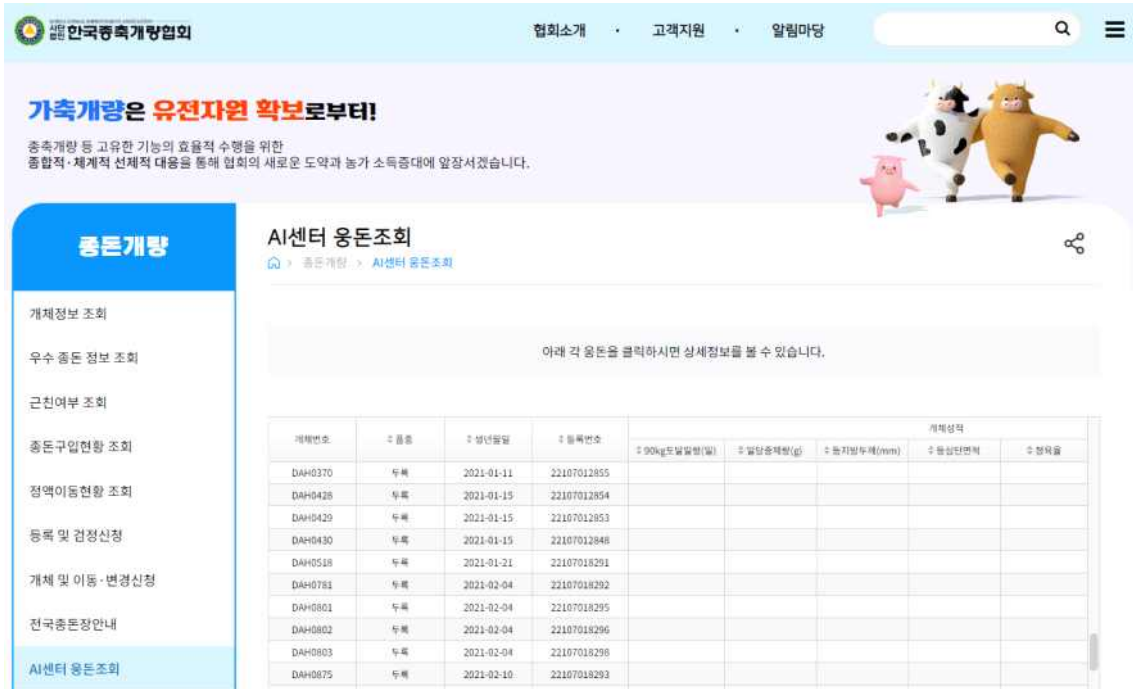 사단법인 한국종축개량협회
협회소개 · 고객지원 · 알림마당
가축개량은 유전자원 확보로부터!
종축개량 등 고유한 기능의 효율적 수행을 위한
종합적·체계적 선제적 대응을 통해 협회의 새로운 도약과 농가 소득증대에 앞장서겠습니다.
종돈개량
개체정보 조회
우수 종돈 정보 조회
근친여부 조회
종돈구입현황 조회
정액이동현황 조회
등록 및 검정신청
개체 및 이동·변경신청
전국종돈장안내
AI센터 웅돈조회
AI센터 웅돈조회
> 종돈개량 > AI센터 웅돈조회
아래 각 웅돈을 클릭하시면 상세정보를 볼 수 있습니다.
개체번호 품종 생년월일 등록번호 개체성적
90kg도달일령(일) 일당증체량(g) 등지방두께(mm) 등심단면적 정육율
DAH0370 두록 2021-01-11 22107012855
DAH0428 두록 2021-01-15 22107012854
DAH0429 두록 2021-01-15 22107012853
DAH0430 두록 2021-01-15 22107012848
DAH0518 두록 2021-01-21 22107018291
DAH0781 두록 2021-02-04 22107018292
DAH0801 두록 2021-02-04 22107018295
DAH0802 두록 2021-02-04 22107018296
DAH0803 두록 2021-02-04 22107018298
DAH0875 두록 2021-02-10 22107018293